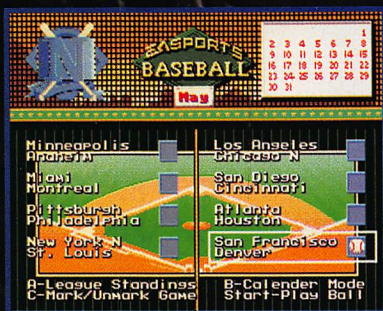 N
EA SPORTS
BASEBALL
May
1
2 3 4 5 6 7 8
9 10 11 12 13 14 15
16 17 18 19 20 21 22
23 24 25 26 27 28 29
30 31
Minneapolis
Anaheim
Miami
Montreal
Pittsburgh
Philadelphia
New York N
St. Louis
Los Angeles
Chicago N
San Diego
Cincinnati
Atlanta
Houston
San Francisco
Denver
A-League Standings
C-Mark/Unmark Game
B-Calender Mode
Start-Play Ball